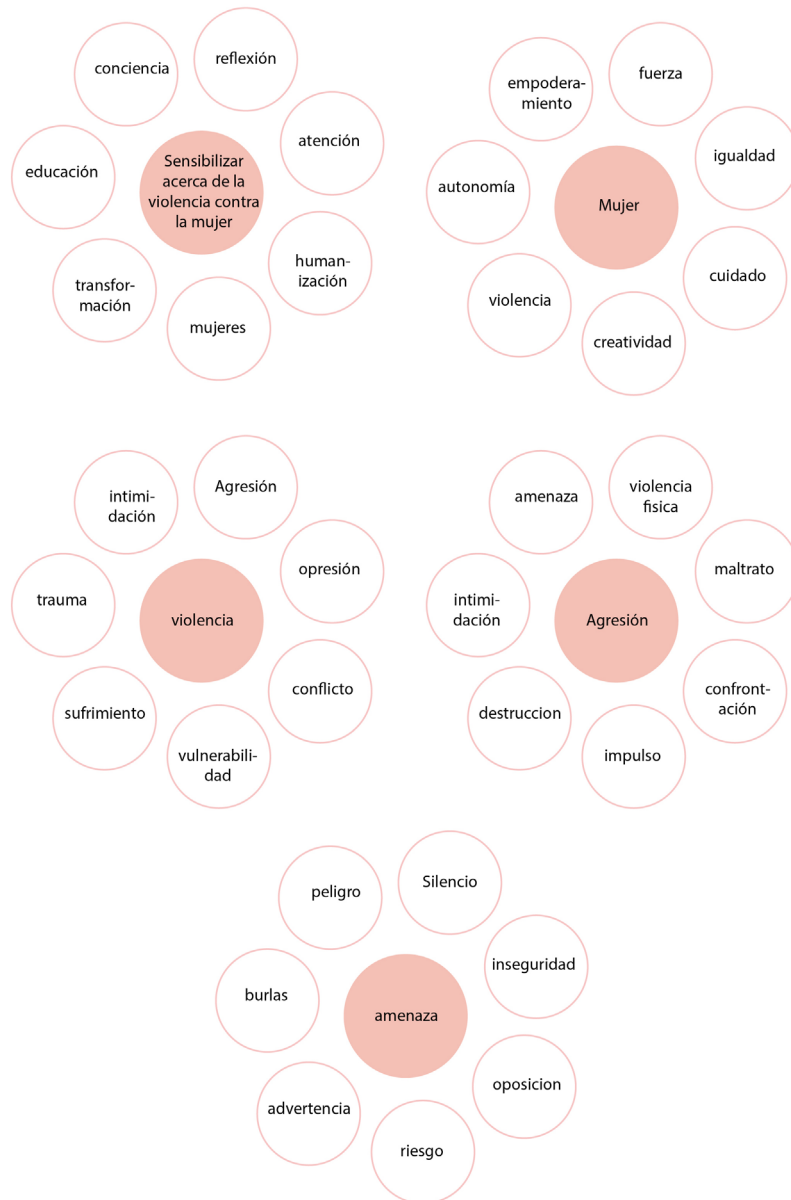 conciencia
reflexión
atención
human-
ización
mujeres
transfor-
mación
educación
Sensibilizar
acerca de la
violencia contra
la mujer
empodera-
miento
fuerza
igualdad
cuidado
creatividad
violencia
autonomía
Mujer
intimi-
dación
Agresión
opresión
conflicto
vulnerabili-
dad
sufrimiento
trauma
violencia
amenaza
violencia
fisica
maltrato
confront-
ación
impulso
destruccion
intimi-
dación
Agresión
peligro
Silencio
inseguridad
oposicion
riesgo
advertencia
burlas
amenaza